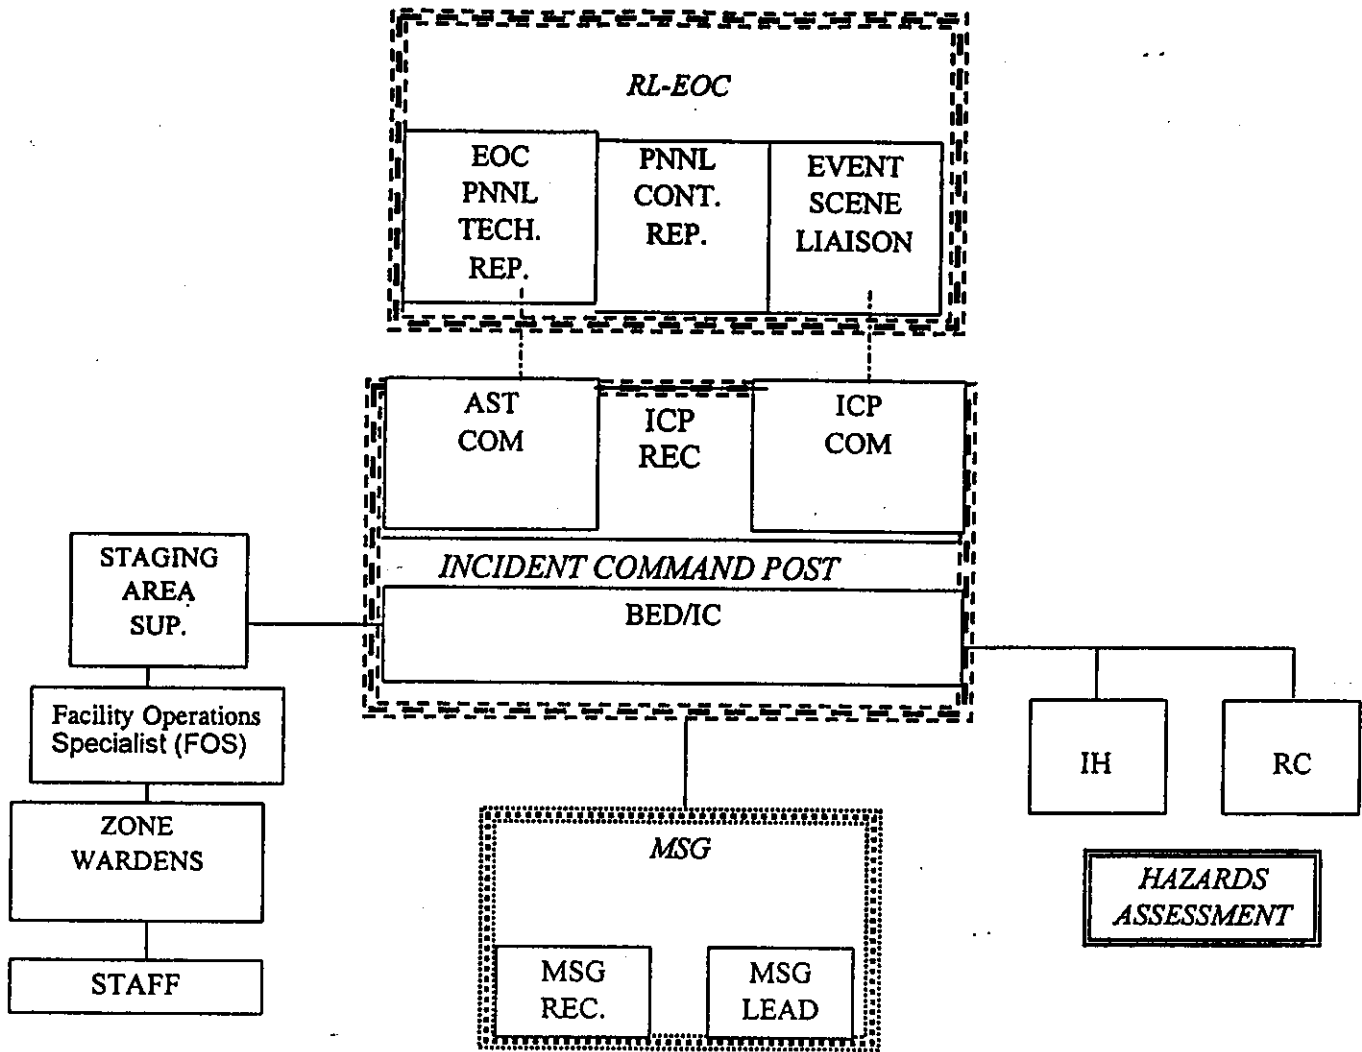 RL-EOC
EOC
PNNL
TECH.
REP.
PNNL
CONT.
REP.
EVENT
SCENE
LIAISON
AST
COM
ICP
REC
ICP
COM
INCIDENT COMMAND POST
BED/IC
STAGING
AREA
SUP.
Facility Operations
Specialist (FOS)
ZONE
WARDENS
STAFF
MSG
MSG
REC.
MSG
LEAD
IH
RC
HAZARDS
ASSESSMENT